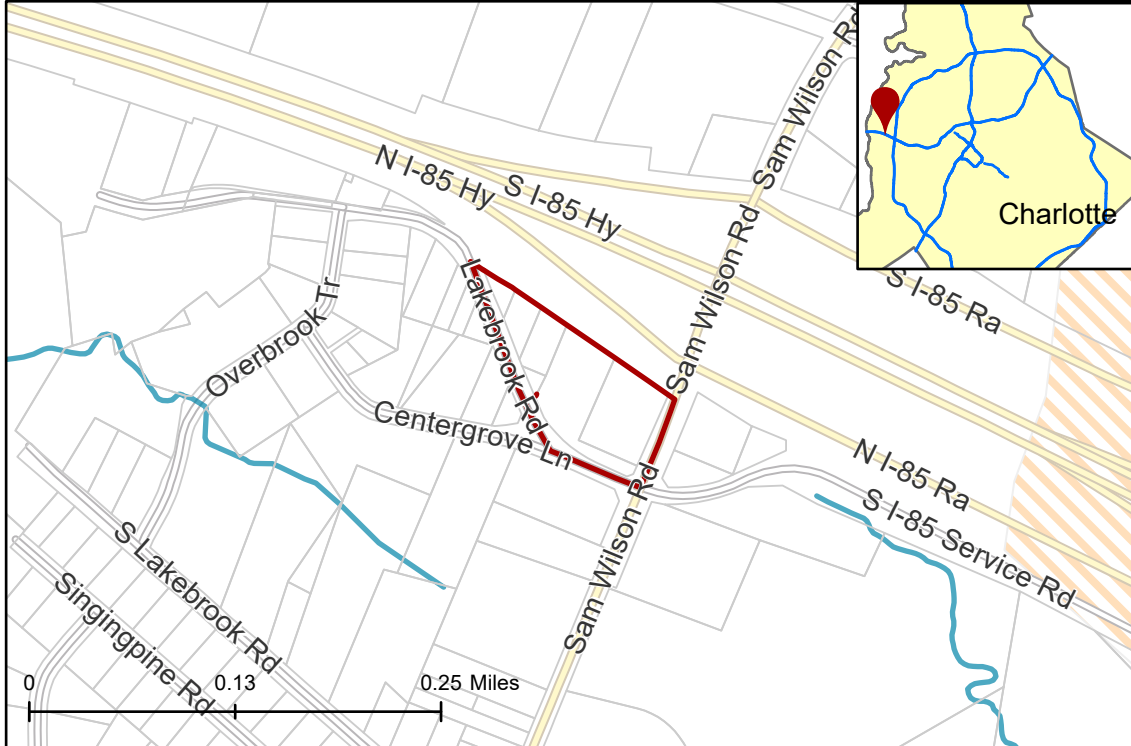 Sam Wilson Rd
N I-85 Hy
S I-85 Hy
Sam Wilson Rd
Charlotte
S I-85 Ra
Lakebrook Rd
Overbrook Tr
Sam Wilson Rd
Centergrove Ln
N I-85 Ra
S I-85 Service Rd
S Lakebrook Rd
Singingpine Rd
0 0.13 0.25 Miles